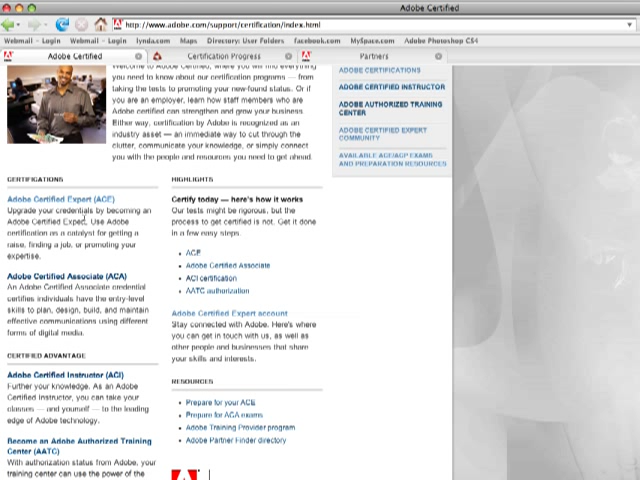 Adobe Certified
http://www.adobe.com/support/certification/index.html
Webmail - Login Webmail - Login lynda.com Maps Directory: User Folders facebook.com MySpace.com Adobe Photoshop CS4
Adobe Certified Certification Progress Partners
Welcome to Adobe Certified, where you will find everything
you need to know about our certification programs — from
taking the tests to promoting your new-found status. Or if
you are an employer, learn how staff members who are
Adobe certified can strengthen and grow your business.
Either way, certification by Adobe is recognized as an
industry asset — an immediate way to cut through the
clutter, communicate your knowledge, or simply connect
you with the people and resources you need to get ahead.
ADOBE CERTIFICATIONS
ADOBE CERTIFIED INSTRUCTOR
ADOBE AUTHORIZED TRAINING
CENTER
ADOBE CERTIFIED EXPERT
COMMUNITY
AVAILABLE ACE/ACP EXAMS
AND PREPARATION RESOURCES
CERTIFICATIONS
Adobe Certified Expert (ACE)
Upgrade your credentials by becoming an
Adobe Certified Expert. Use Adobe
certification as a catalyst for getting a
raise, finding a job, or promoting your
expertise.
Adobe Certified Associate (ACA)
An Adobe Certified Associate credential
certifies individuals have the entry-level
skills to plan, design, build, and maintain
effective communications using different
forms of digital media.
CERTIFIED ADVANTAGE
Adobe Certified Instructor (ACI)
Further your knowledge. As an Adobe
Certified Instructor, you can take your
classes — and yourself — to the leading
edge of Adobe technology.
Become an Adobe Authorized Training
Center (AATC)
With authorization status from Adobe, your
training center can use the power of the
HIGHLIGHTS
Certify today — here's how it works
Our tests might be rigorous, but the
process to get certified is not. Get it done
in a few easy steps.
• ACE
• Adobe Certified Associate
• ACI certification
• AATC authorization
Adobe Certified Expert account
Stay connected with Adobe. Here's where
you can get in touch with us, as well as
other people and businesses that share
your skills and interests.
RESOURCES
• Prepare for your ACE
• Prepare for ACA exams
• Adobe Training Provider program
• Adobe Partner Finder directory